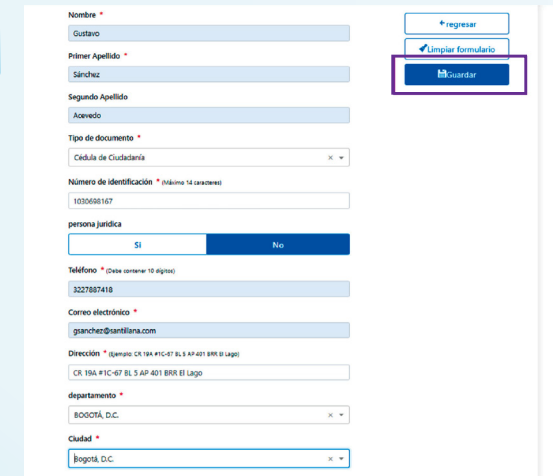 Nombre *
Gustavo
Primer Apellido *
Sánchez
Segundo Apellido
Acevedo
Tipo de documento *
Cédula de Ciudadanía
Número de identificación * (Máximo 14 caracteres)
1030698167
persona jurídica
Sí No
Teléfono * (Debe contener 10 dígitos)
3227887418
Correo electrónico *
gsanchez@santillana.com
Dirección * (Ejemplo: CR 19A #1C-67 BL 5 AP 401 BRR El Lago)
CR 19A #1C-67 BL 5 AP 401 BRR El Lago
departamento *
BOGOTÁ, D.C.
Ciudad *
Bogotá, D.C.
regresar
Limpiar formulario
Guardar